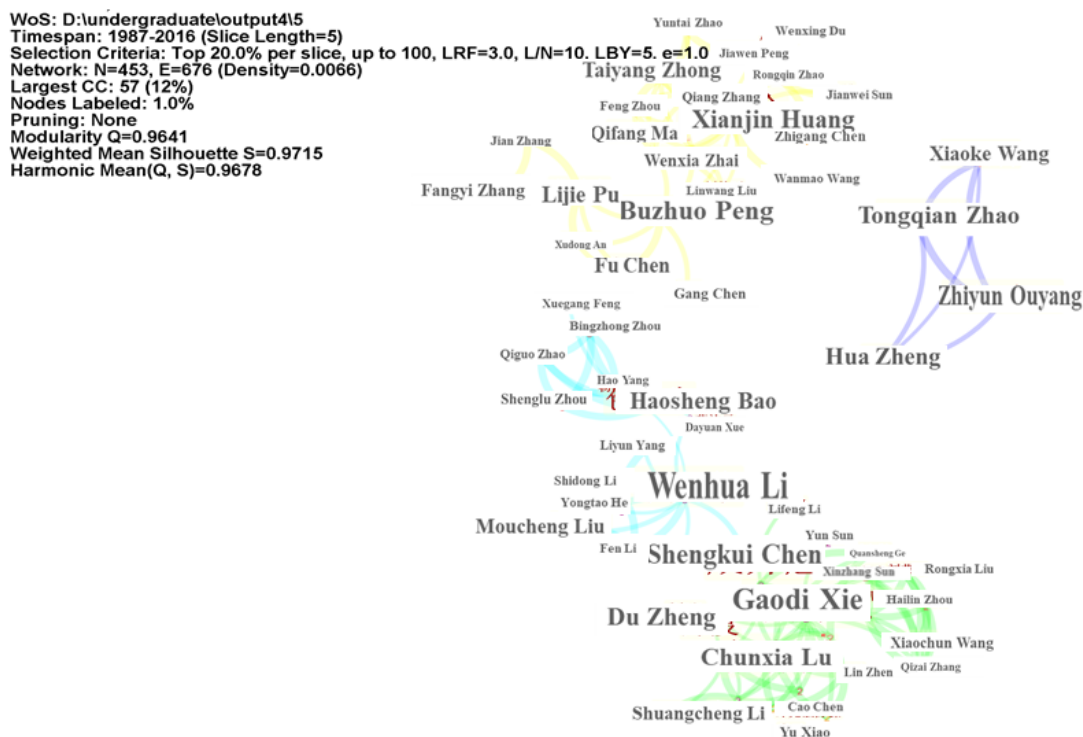 WoS: D:\undergraduate\output4\5
Timespan: 1987-2016 (Slice Length=5)
Selection Criteria: Top 20.0% per slice, up to 100, LRF=3.0, L/N=10, LBY=5, e=1.0
Network: N=453, E=676 (Density=0.0066)
Largest CC: 57 (12%)
Nodes Labeled: 1.0%
Pruning: None
Modularity Q=0.9641
Weighted Mean Silhouette S=0.9715
Harmonic Mean(Q, S)=0.9678
Yuntai Zhao
Wenxing Du
Jiawen Peng
Taiyang Zhong
Rongqin Zhao
Qiang Zhang
Jianwei Sun
Feng Zhou
Xianjin Huang
Qifang Ma
Zhigang Chen
Jian Zhang
Wenxia Zhai
Xiaoke Wang
Wanmao Wang
Fangyi Zhang
Lijie Pu
Linwang Liu
Buzhuo Peng
Tongqian Zhao
Xudong An
Fu Chen
Gang Chen
Zhiyun Ouyang
Xuegang Feng
Bingzhong Zhou
Qiguo Zhao
Hua Zheng
Hao Yang
Shenglu Zhou
Haosheng Bao
Dayuan Xue
Liyun Yang
Shidong Li
Wenhua Li
Yongtao He
Lifeng Li
Moucheng Liu
Yun Sun
Fen Li
Shengkui Chen
Quansheng Ge
Xinzhang Sun
Rongxia Liu
Gaodi Xie
Hailin Zhou
Du Zheng
Xiaochun Wang
Chunxia Lu
Lin Zhen
Qizai Zhang
Shuangcheng Li
Cao Chen
Yu Xiao